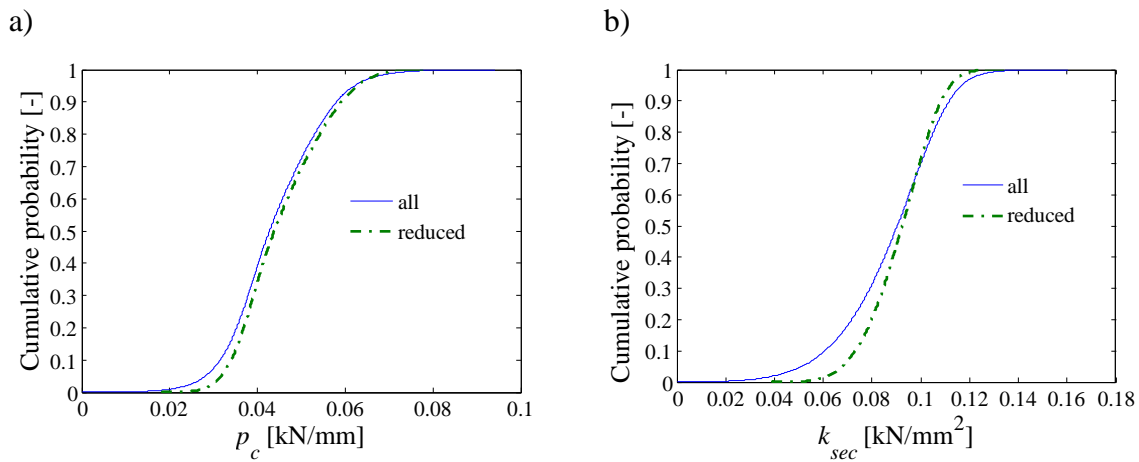 a)
Cumulative probability [-]
1
0.9
0.8
0.7
0.6
0.5
0.4
0.3
0.2
0.1
0
all
reduced
0 0.02 0.04 0.06 0.08 0.1
p_c [kN/mm]
b)
Cumulative probability [-]
1
0.9
0.8
0.7
0.6
0.5
0.4
0.3
0.2
0.1
0
all
reduced
0 0.02 0.04 0.06 0.08 0.1 0.12 0.14 0.16 0.18
k_sec [kN/mm²]